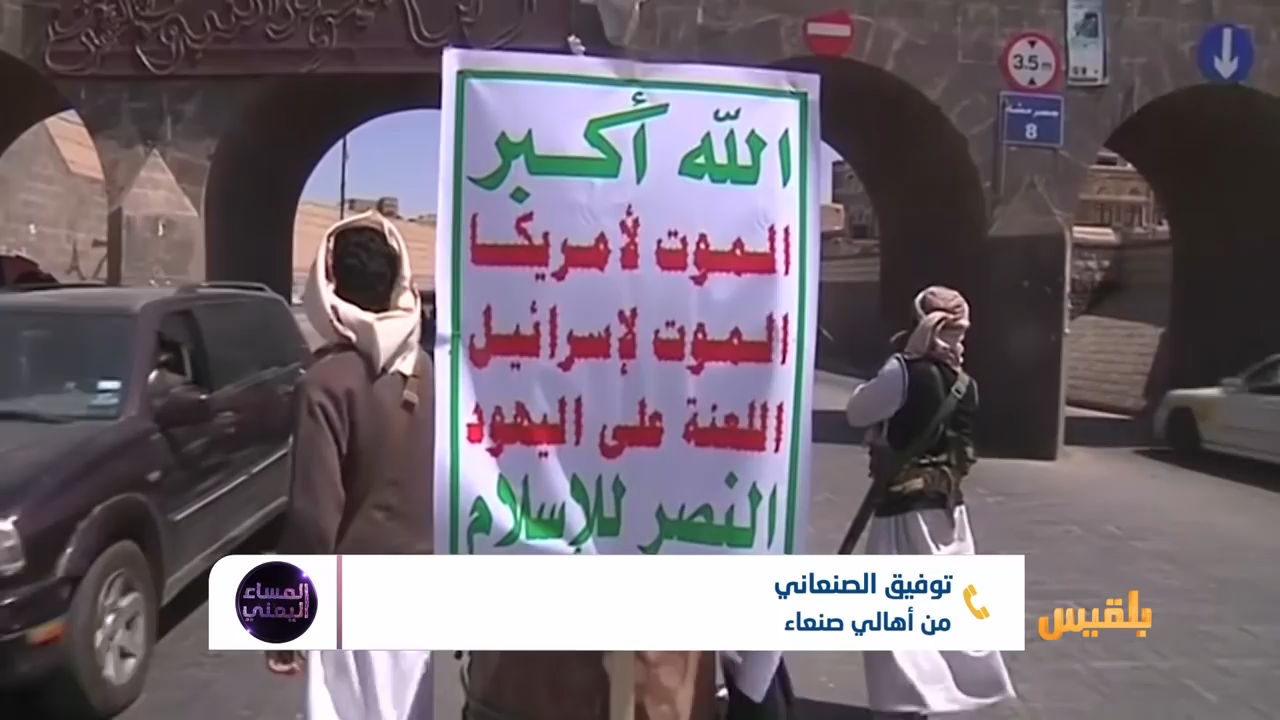 3.5 m
8
الله أكبر
الموت لأمريكا
الموت لإسرائيل
اللعنة على اليهود
النصر للإسلام
المساء
اليمني
توفيق الصنعاني
من أهالي صنعاء
بلقيس